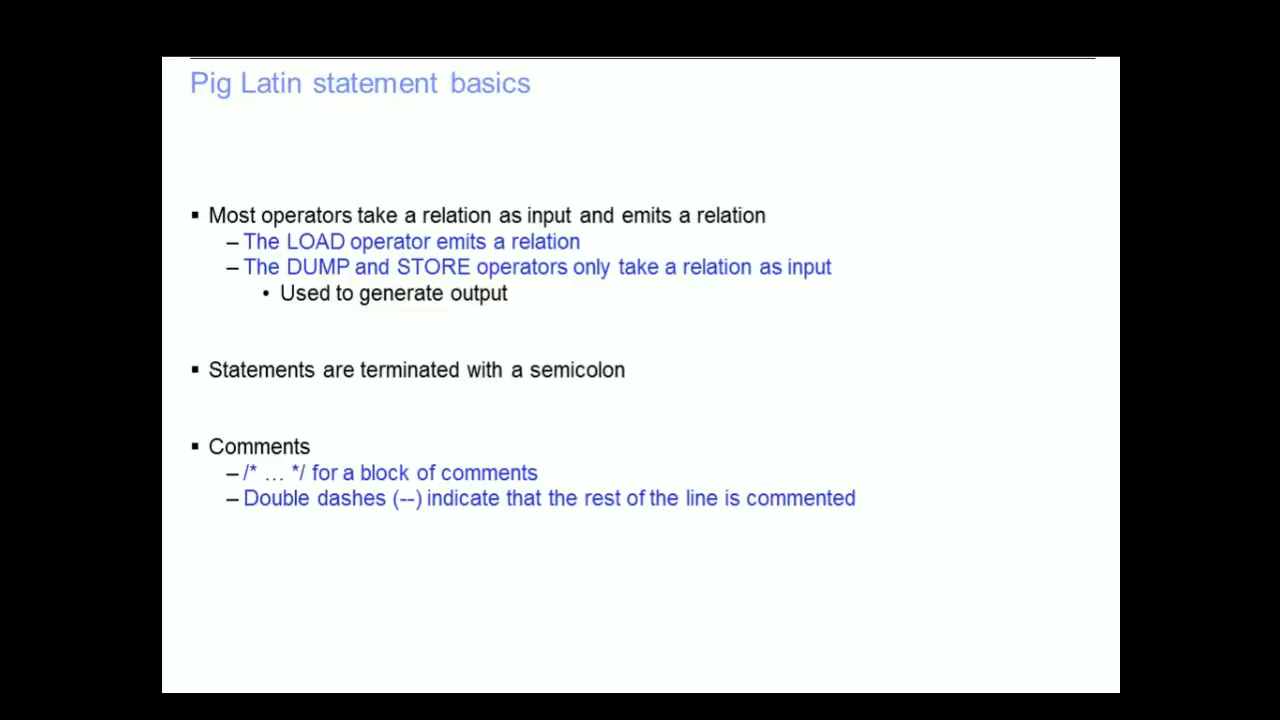 Pig Latin statement basics
▪ Most operators take a relation as input and emits a relation
– The LOAD operator emits a relation
– The DUMP and STORE operators only take a relation as input
• Used to generate output
▪ Statements are terminated with a semicolon
▪ Comments
– /* … */ for a block of comments
– Double dashes (--) indicate that the rest of the line is commented